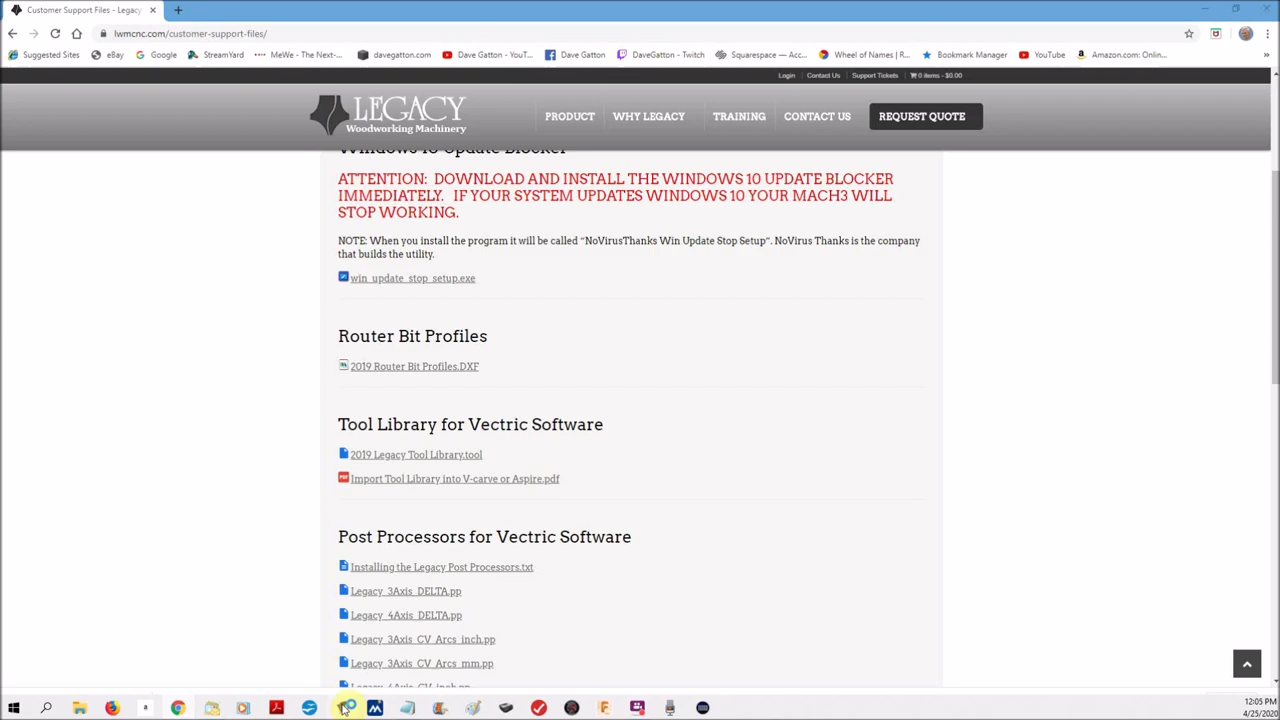 Customer Support Files - Legacy
lwmcnc.com/customer-support-files/
Suggested Sites eBay Google StreamYard MeWe - The Next-... davegatton.com Dave Gatton - YouT... Dave Gatton DaveGatton - Twitch Squarespace — Acc... Wheel of Names | R... Bookmark Manager YouTube Amazon.com: Onlin... »
Login Contact Us Support Tickets 0 items - $0.00
LEGACY
Woodworking Machinery
PRODUCT WHY LEGACY TRAINING CONTACT US REQUEST QUOTE
Windows 10 Update Blocker
ATTENTION: DOWNLOAD AND INSTALL THE WINDOWS 10 UPDATE BLOCKER
IMMEDIATELY. IF YOUR SYSTEM UPDATES WINDOWS 10 YOUR MACH3 WILL
STOP WORKING.
NOTE: When you install the program it will be called “NoVirusThanks Win Update Stop Setup”. NoVirus Thanks is the company
that builds the utility.
win_update_stop_setup.exe
Router Bit Profiles
2019 Router Bit Profiles.DXF
Tool Library for Vectric Software
2019 Legacy Tool Library.tool
PDF Import Tool Library into V-carve or Aspire.pdf
Post Processors for Vectric Software
Installing the Legacy Post Processors.txt
Legacy_3Axis_DELTA.pp
Legacy_4Axis_DELTA.pp
Legacy_3Axis_CV_Arcs_inch.pp
Legacy_3Axis_CV_Arcs_mm.pp
Legacy_4Axis_CV_inch.pp
12:05 PM
4/25/2020